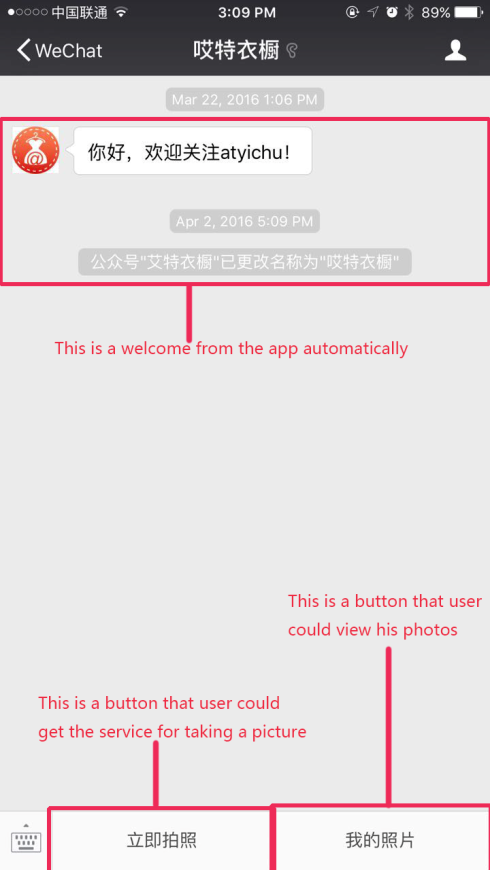 中国联通 3:09 PM 89%
WeChat 哎特衣橱
Mar 22, 2016 1:06 PM
你好，欢迎关注atyichu!
Apr 2, 2016 5:09 PM
公众号"艾特衣橱"已更改名称为"哎特衣橱"
This is a welcome from the app automatically
This is a button that user
could view his photos
This is a button that user could
get the service for taking a picture
立即拍照 我的照片